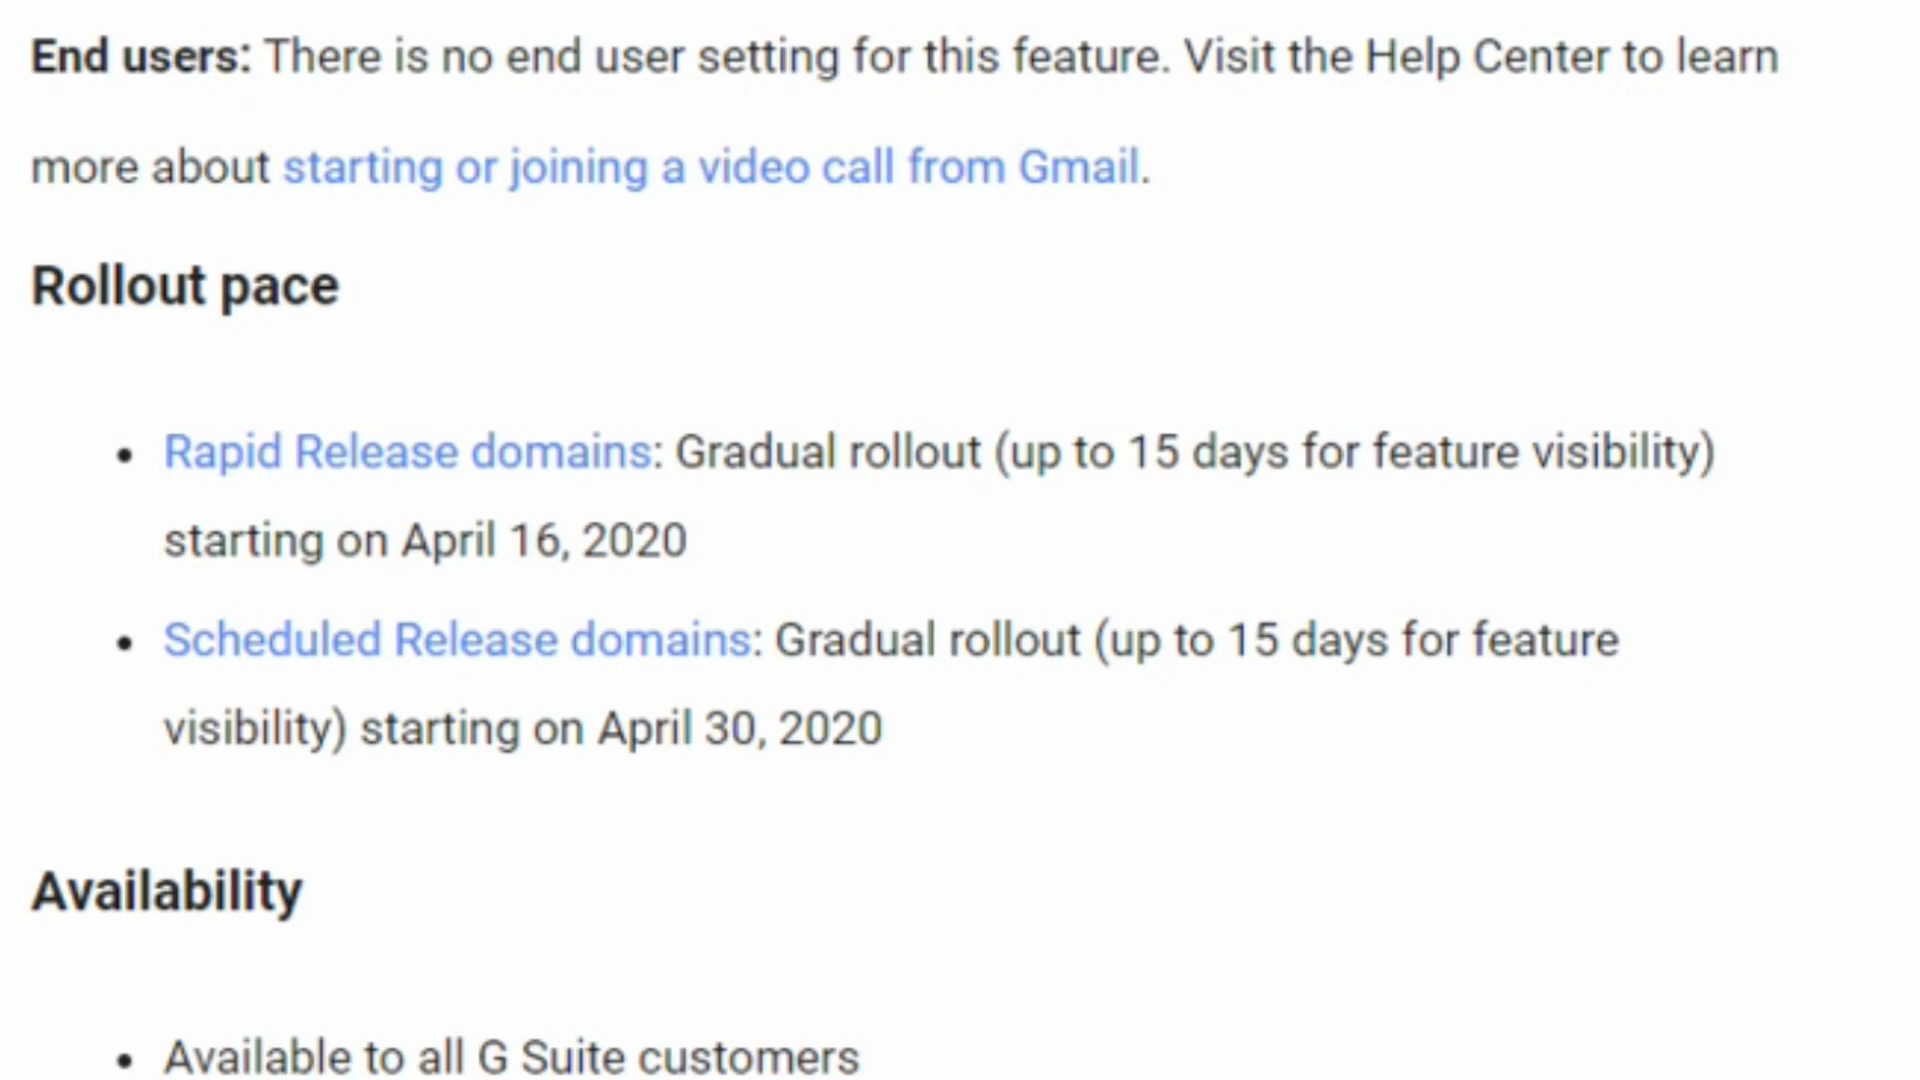 End users: There is no end user setting for this feature. Visit the Help Center to learn
more about starting or joining a video call from Gmail.
Rollout pace
• Rapid Release domains: Gradual rollout (up to 15 days for feature visibility)
starting on April 16, 2020
• Scheduled Release domains: Gradual rollout (up to 15 days for feature
visibility) starting on April 30, 2020
Availability
• Available to all G Suite customers